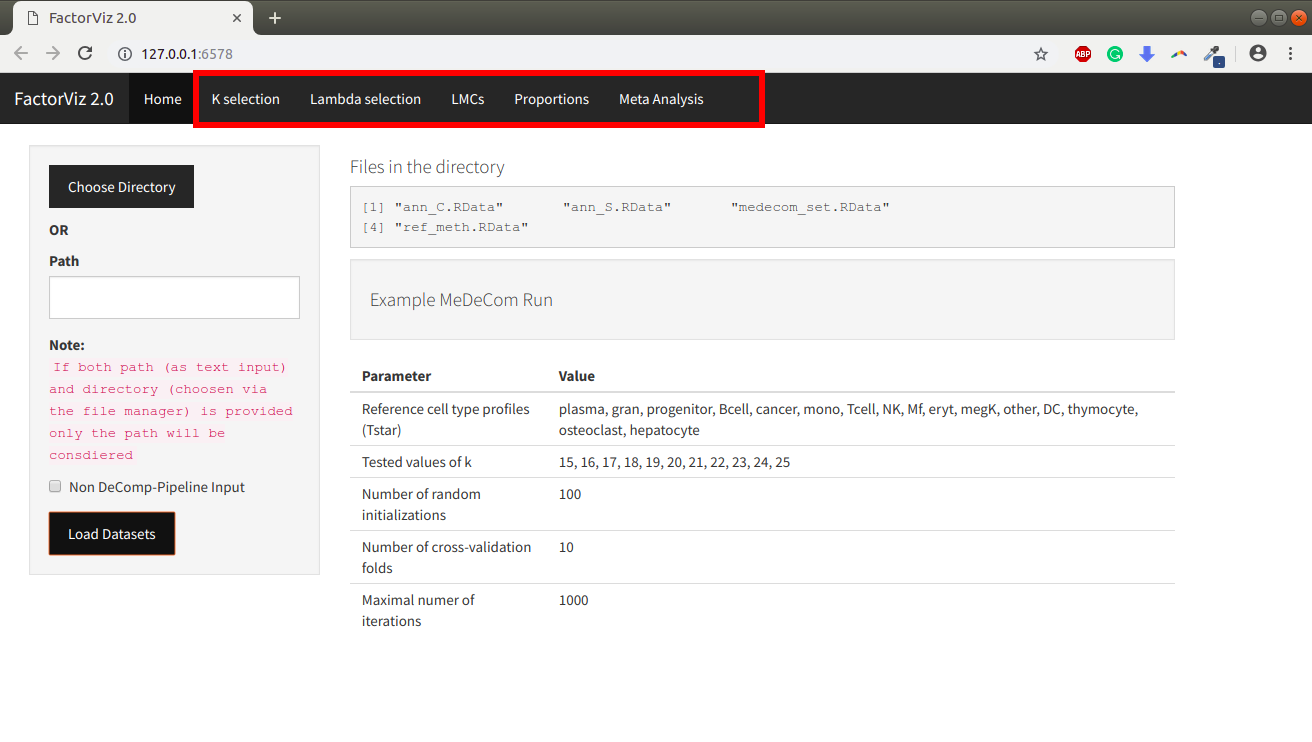 FactorViz 2.0
127.0.0.1:6578
ABP
FactorViz 2.0 Home K selection Lambda selection LMCs Proportions Meta Analysis
Choose Directory
OR
Path
Note:
If both path (as text input)
and directory (choosen via
the file manager) is provided
only the path will be
consdiered
Non DeComp-Pipeline Input
Load Datasets
Files in the directory
[1] "ann_C.RData" "ann_S.RData" "medecom_set.RData"
[4] "ref_meth.RData"
Example MeDeCom Run
Parameter Value
Reference cell type profiles plasma, gran, progenitor, Bcell, cancer, mono, Tcell, NK, Mf, eryt, megK, other, DC, thymocyte,
(Tstar) osteoclast, hepatocyte
Tested values of k 15, 16, 17, 18, 19, 20, 21, 22, 23, 24, 25
Number of random 100
initializations
Number of cross-validation 10
folds
Maximal numer of 1000
iterations